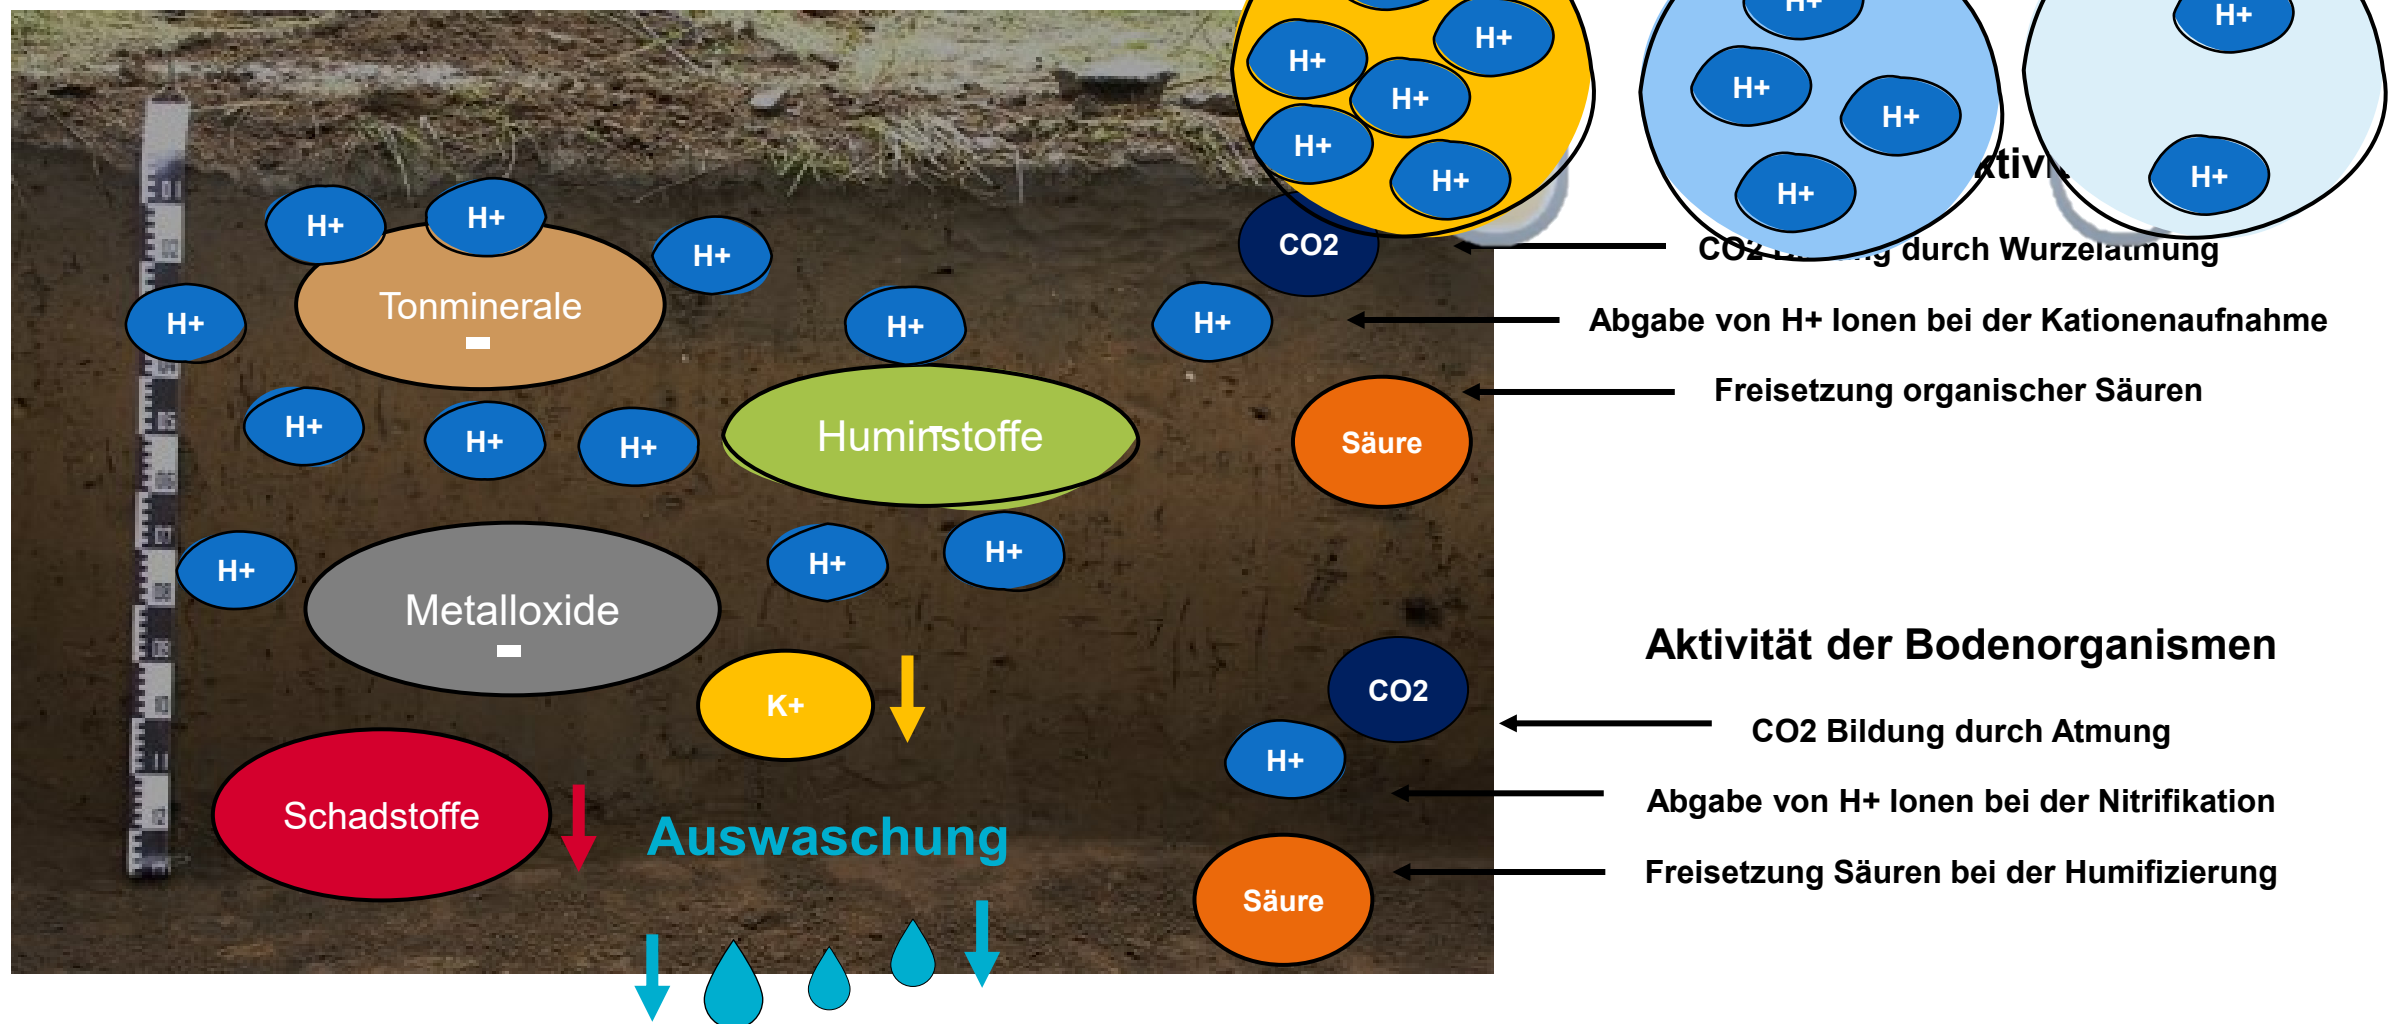 H+
H+
H+
H+
H+
H+
H+
H+
H+
H+
H+
H+
H+
CO2
CO2
durch Wurzelatmung
H+
H+
H+
Tonminerale
H+
H+
H+
H+
Abgabe von H+ Ionen bei der Kationenaufnahme
Freisetzung organischer Säuren
H+
H+
H+
Huminstoffe
Säure
H+
Metalloxide
H+
H+
Aktivität der Bodenorganismen
K+
CO2
CO2 Bildung durch Atmung
H+
Abgabe von H+ Ionen bei der Nitrifikation
Schadstoffe
Auswaschung
Freisetzung Säuren bei der Humifizierung
Säure